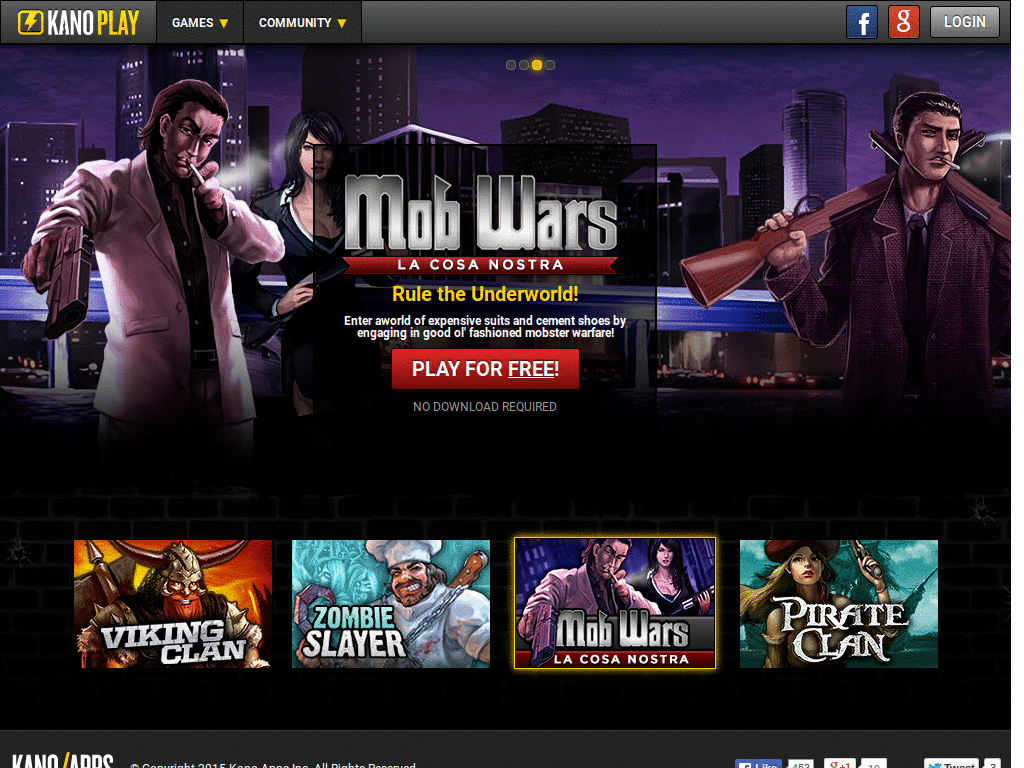 KANO PLAY
GAMES ▼
COMMUNITY ▼
LOGIN
Mob Wars
LA COSA NOSTRA
Rule the Underworld!
Enter aworld of expensive suits and cement shoes by
engaging in good ol' fashioned mobster warfare!
PLAY FOR FREE!
NO DOWNLOAD REQUIRED
VIKING
CLAN
ZOMBIE
SLAYER
Mob Wars
LA COSA NOSTRA
PIRATE
CLAN
KANO/APPS
© Copyright 2015 Kano Apps Inc. All Rights Reserved
Like
453
+1
10
Tweet
3